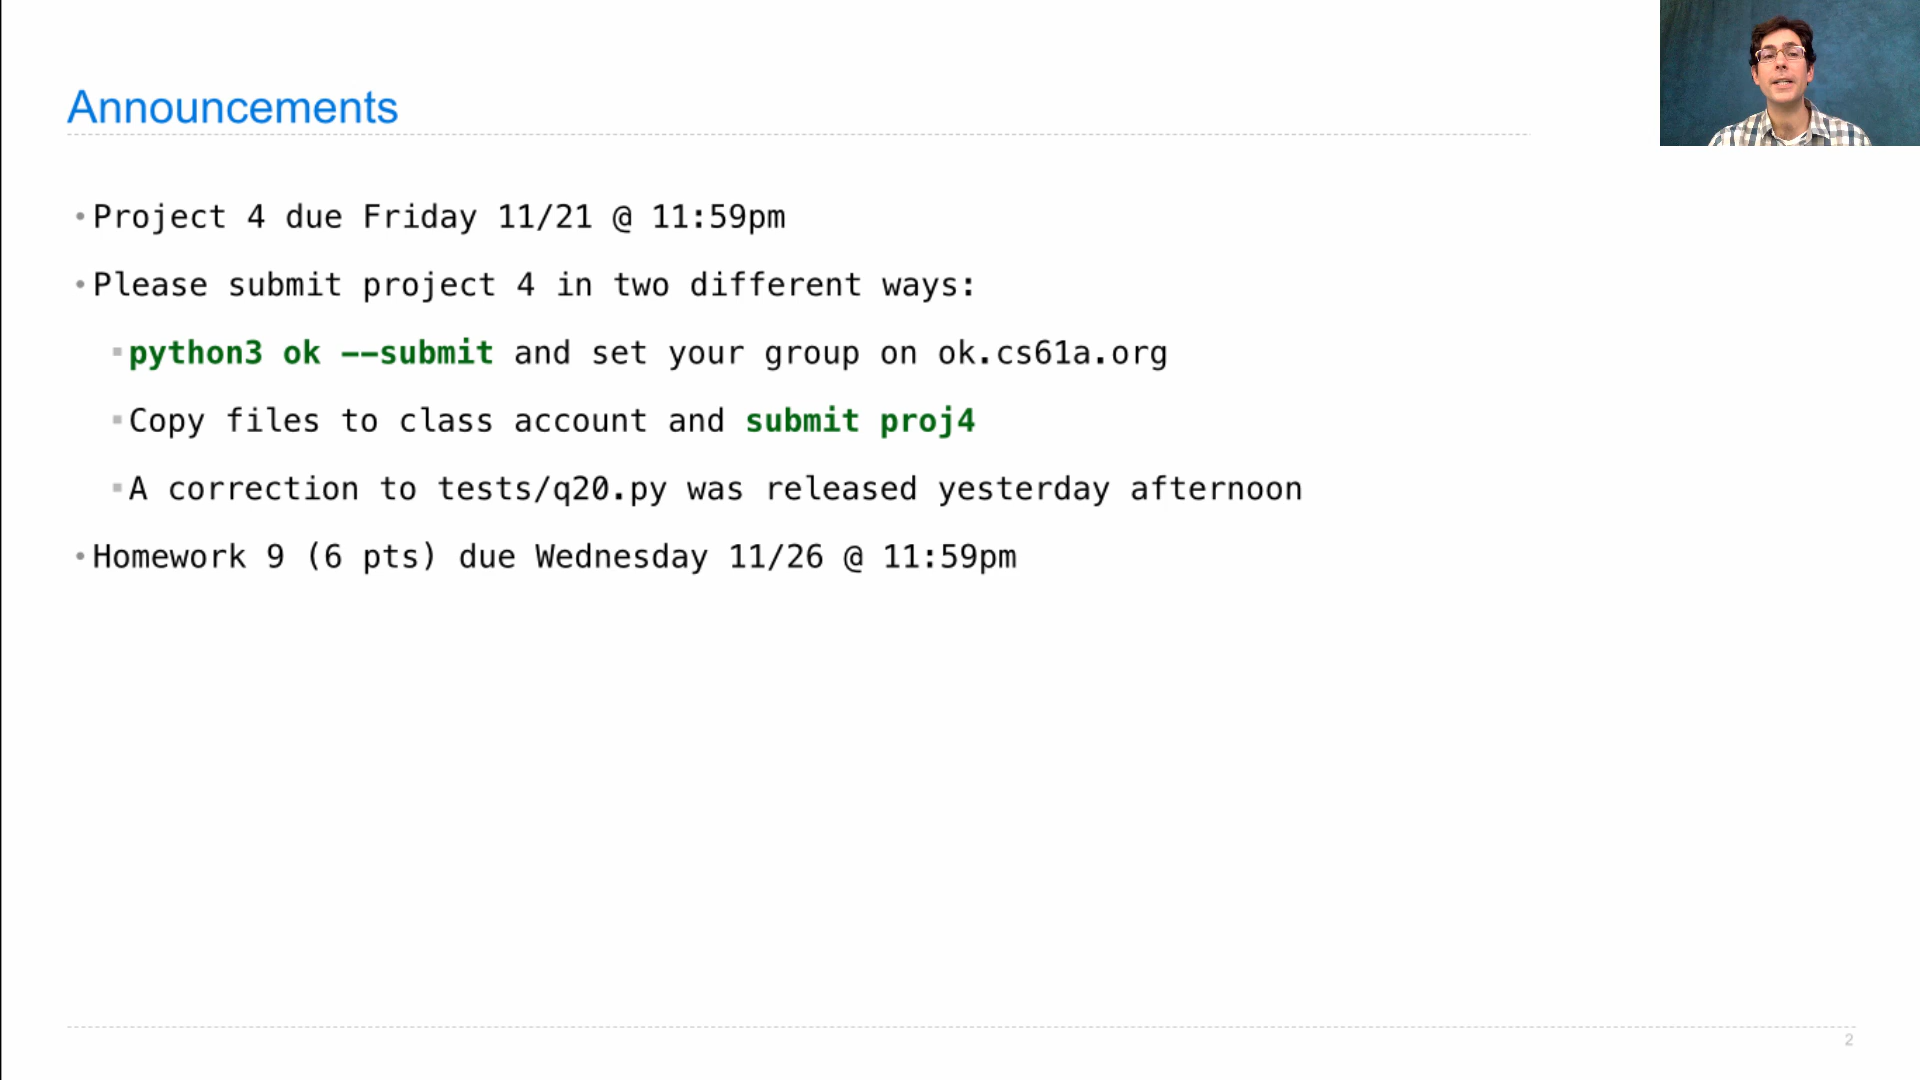 Announcements
•Project 4 due Friday 11/21 @ 11:59pm
•Please submit project 4 in two different ways:
▪python3 ok --submit and set your group on ok.cs61a.org
▪Copy files to class account and submit proj4
▪A correction to tests/q20.py was released yesterday afternoon
•Homework 9 (6 pts) due Wednesday 11/26 @ 11:59pm
2